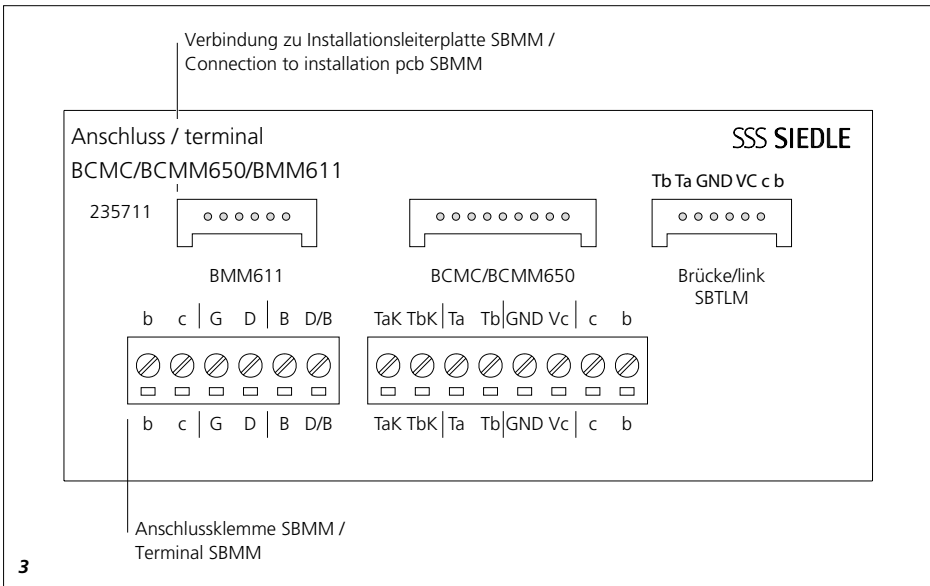 Verbindung zu Installationsleiterplatte SBMM /
Connection to installation pcb SBMM
Anschluss / terminal
SSS SIEDLE
BCMC/BCMM650/BMM611
Tb Ta GND VC c b
235711
BMM611
BCMC/BCMM650
Brücke/link
SBTLM
b c G D B D/B
TaK TbK Ta Tb GND Vc c b
b c G D B D/B
TaK TbK Ta Tb GND Vc c b
Anschlussklemme SBMM /
Terminal SBMM
3